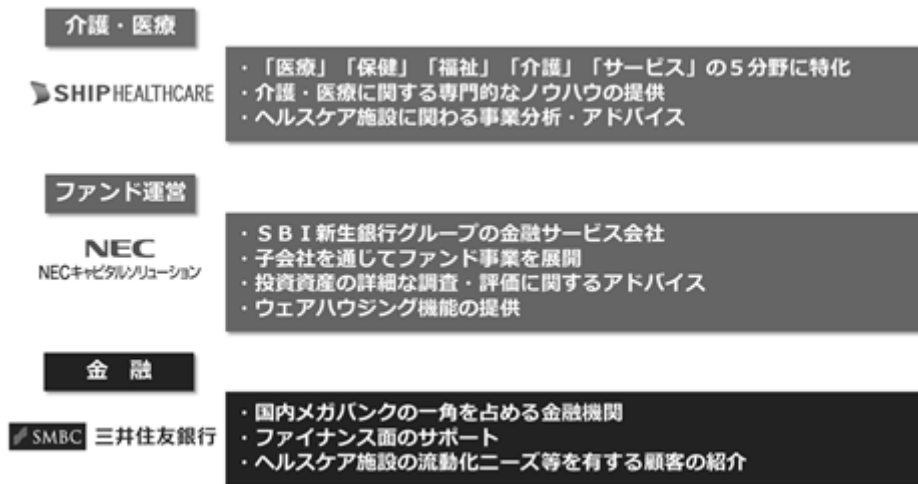 介護・医療
SHIP HEALTHCARE
・「医療」「保健」「福祉」「介護」「サービス」の５分野に特化
・介護・医療に関する専門的なノウハウの提供
・ヘルスケア施設に関わる事業分析・アドバイス
ファンド運営
NEC
NECキャピタルソリューション
・ＳＢＩ新生銀行グループの金融サービス会社
・子会社を通じてファンド事業を展開
・投資資産の詳細な調査・評価に関するアドバイス
・ウェアハウジング機能の提供
金　融
SMBC 三井住友銀行
・国内メガバンクの一角を占める金融機関
・ファイナンス面のサポート
・ヘルスケア施設の流動化ニーズ等を有する顧客の紹介